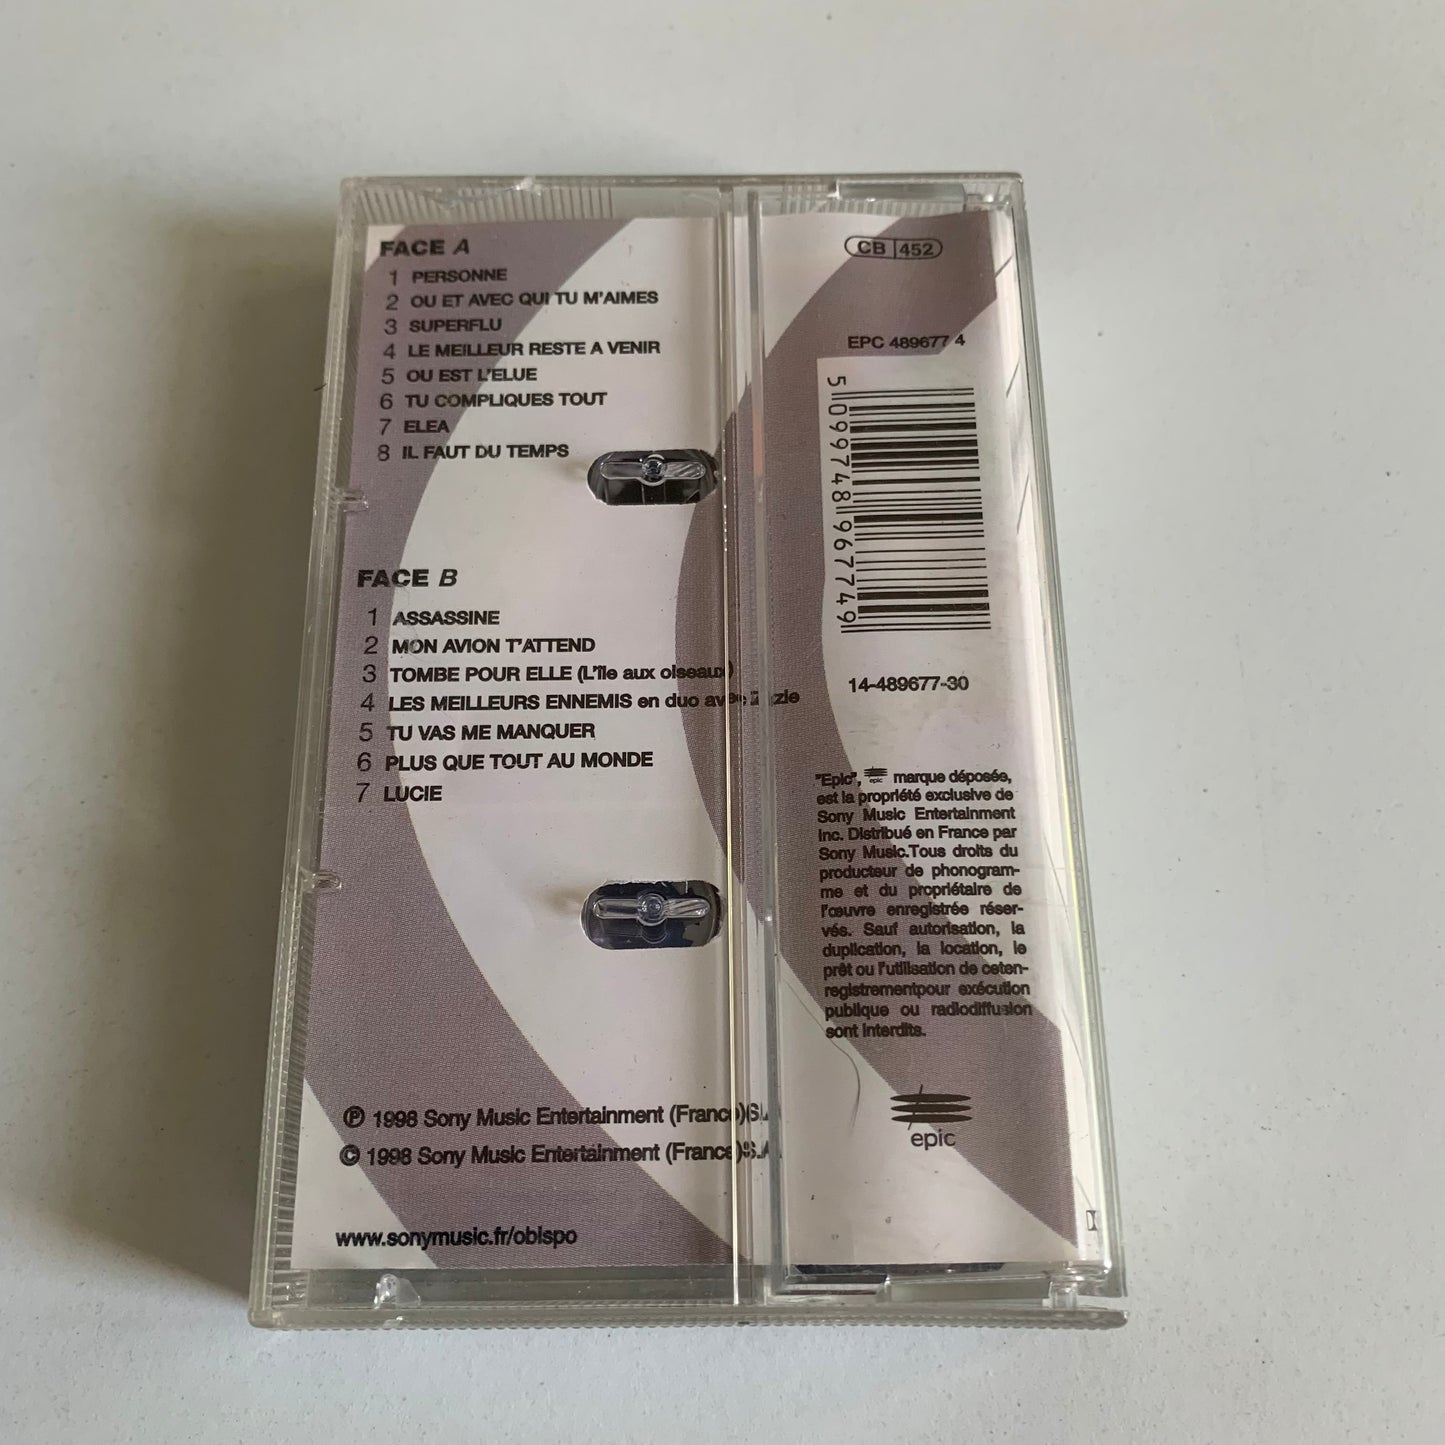 FACE A
1 PERSONNE
2 OU ET AVEC QUI TU M'AIMES
3 SUPERFLU
4 LE MEILLEUR RESTE A VENIR
5 OU EST L'ELUE
6 TU COMPLIQUES TOUT
7 ELEA
8 IL FAUT DU TEMPS
FACE B
1 ASSASSINE
2 MON AVION T'ATTEND
3 TOMBE POUR ELLE (L'île aux oiseaux)
4 LES MEILLEURS ENNEMIS en duo avec Zazie
5 TU VAS ME MANQUER
6 PLUS QUE TOUT AU MONDE
7 LUCIE
℗ 1998 Sony Music Entertainment (France)S.A
© 1998 Sony Music Entertainment (France)S.A
www.sonymusic.fr/obispo
CB 452
EPC 489677 4
5 099748 967749
14-489677-30
"Epic", epic marque déposée,
est la propriété exclusive de
Sony Music Entertainment
Inc. Distribué en France par
Sony Music.Tous droits du
producteur de phonogram-
me et du propriétaire de
l'œuvre enregistrée réser-
vés. Sauf autorisation, la
duplication, la location, le
prêt ou l'utilisation de ceten-
registrementpour exécution
publique ou radiodiffusion
sont interdits.
epic